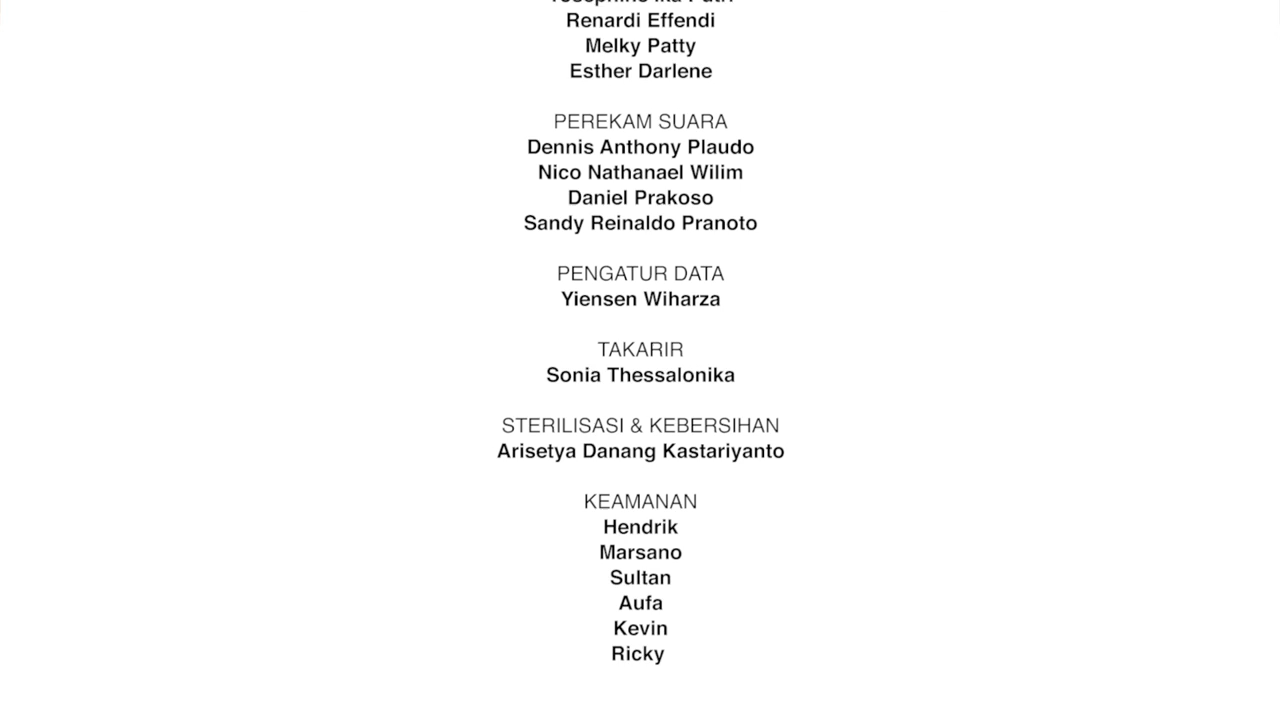 Renardi Effendi
Melky Patty
Esther Darlene
PEREKAM SUARA
Dennis Anthony Plaudo
Nico Nathanael Wilim
Daniel Prakoso
Sandy Reinaldo Pranoto
PENGATUR DATA
Yiensen Wiharza
TAKARIR
Sonia Thessalonika
STERILISASI & KEBERSIHAN
Arisetya Danang Kastariyanto
KEAMANAN
Hendrik
Marsano
Sultan
Aufa
Kevin
Ricky